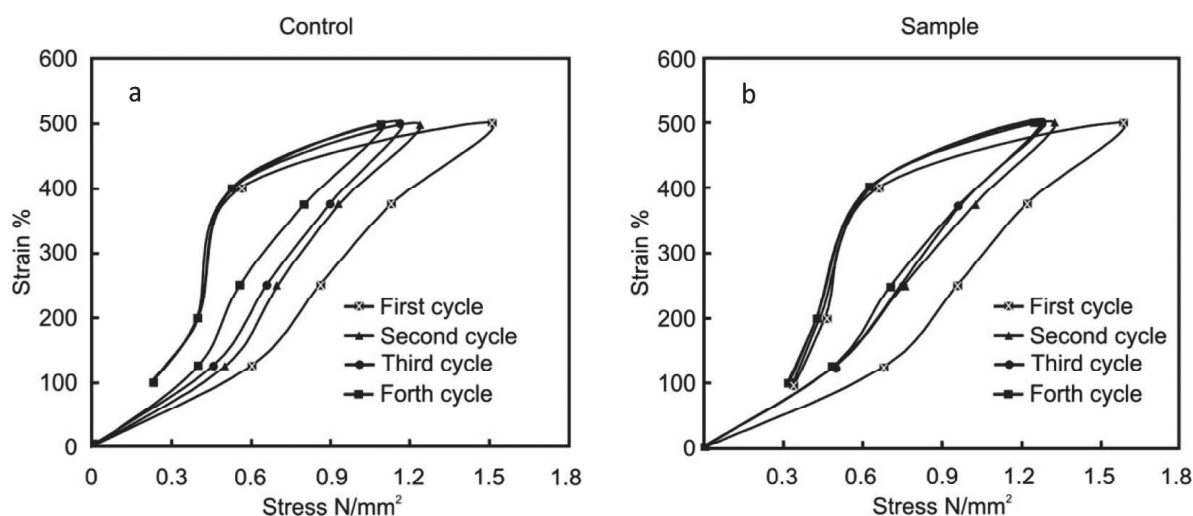 Control
a
Strain %
600
500
400
300
200
100
0
0 0.3 0.6 0.9 1.2 1.5 1.8
Stress N/mm²
First cycle
Second cycle
Third cycle
Forth cycle
Sample
b
Strain %
600
500
400
300
200
100
0
0.3 0.6 0.9 1.2 1.5 1.8
Stress N/mm²
First cycle
Second cycle
Third cycle
Forth cycle